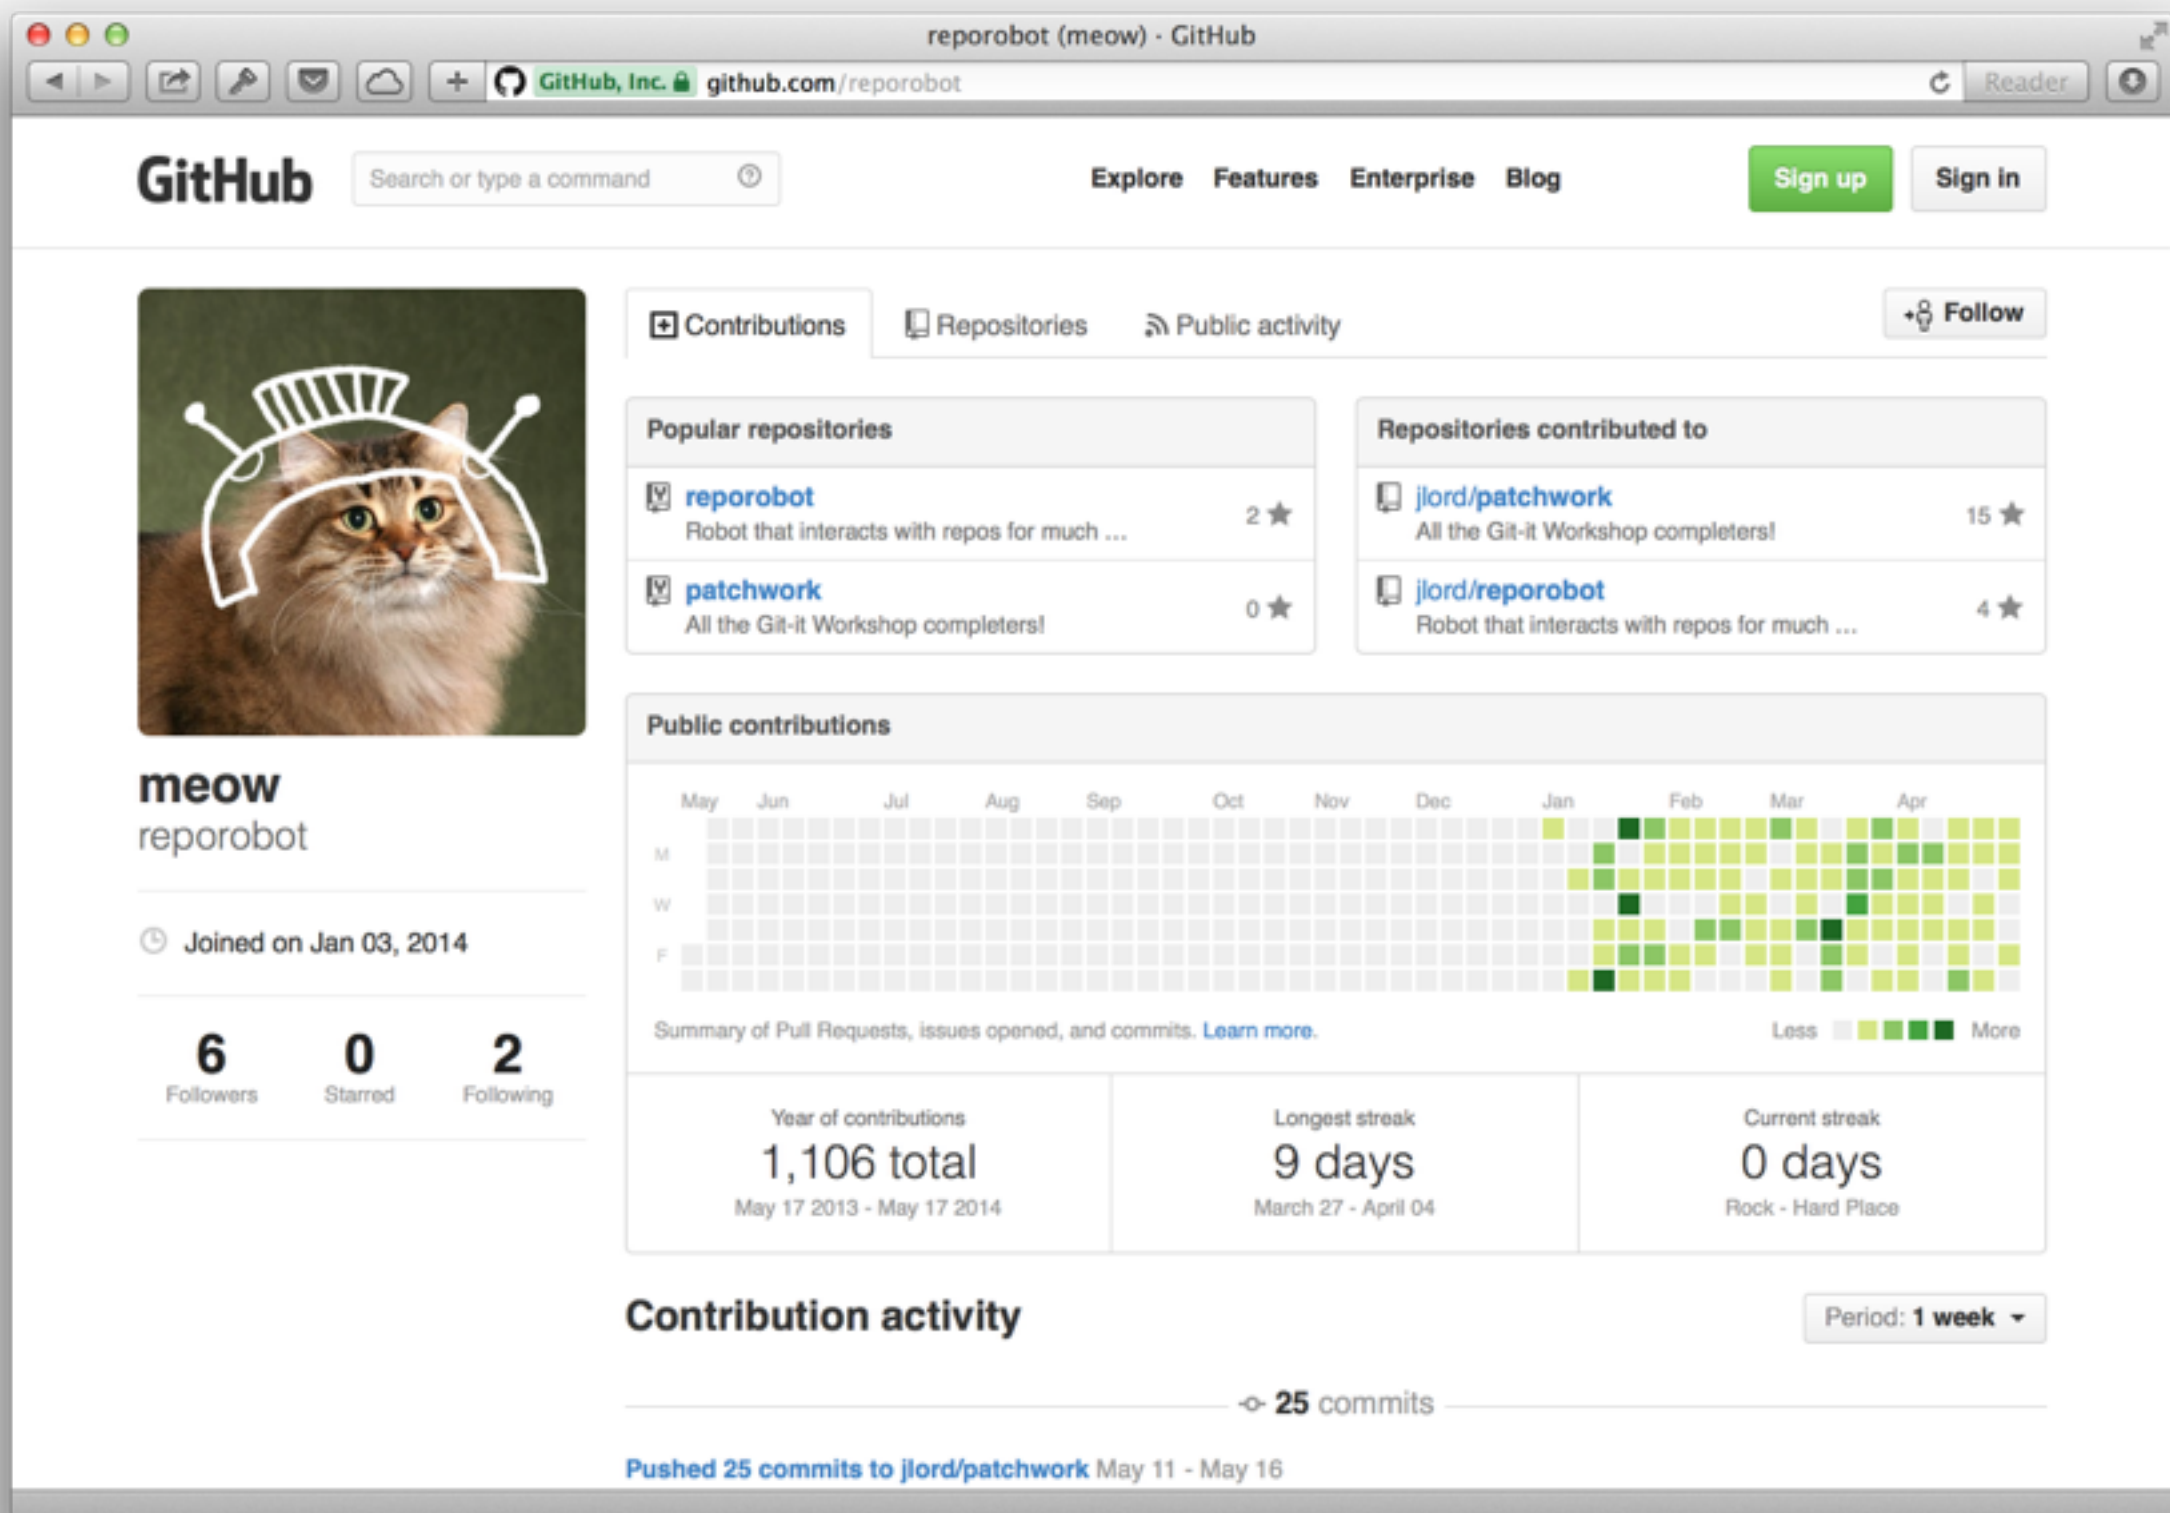 reporobot (meow) · GitHub
GitHub, Inc. github.com/reporobot
Reader
GitHub
Search or type a command
Explore Features Enterprise Blog
Sign up Sign in
Contributions Repositories Public activity
Follow
Popular repositories
reporobot
Robot that interacts with repos for much ...
2
patchwork
All the Git-it Workshop completers!
0
Repositories contributed to
jlord/patchwork
All the Git-it Workshop completers!
15
jlord/reporobot
Robot that interacts with repos for much ...
4
meow
reporobot
Joined on Jan 03, 2014
6 0 2
Followers Starred Following
Public contributions
May Jun Jul Aug Sep Oct Nov Dec Jan Feb Mar Apr
M
W
F
Summary of Pull Requests, issues opened, and commits. Learn more.
Less More
Year of contributions
1,106 total
May 17 2013 - May 17 2014
Longest streak
9 days
March 27 - April 04
Current streak
0 days
Rock - Hard Place
Contribution activity
Period: 1 week
25 commits
Pushed 25 commits to jlord/patchwork May 11 - May 16